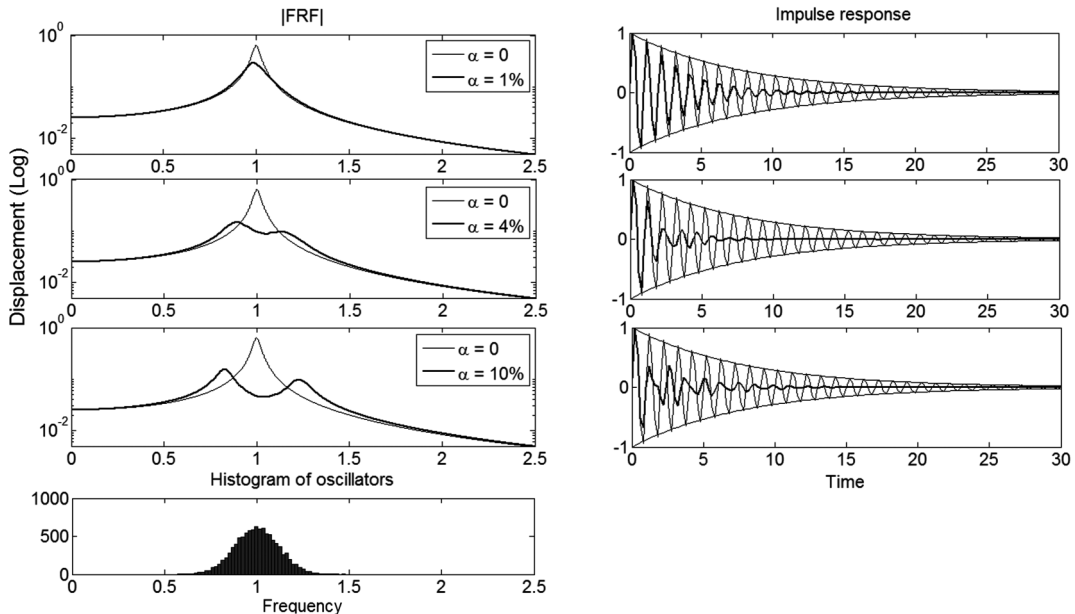 |FRF|
10^0
10^-2
α = 0
α = 1%
0 0.5 1 1.5 2 2.5
10^0
10^-2
α = 0
α = 4%
0 0.5 1 1.5 2 2.5
10^0
10^-2
α = 0
α = 10%
0 0.5 1 1.5 2 2.5
Displacement (Log)
Histogram of oscillators
1000
500
0
0 0.5 1 1.5 2 2.5
Frequency
Impulse response
1
0
-1
0 5 10 15 20 25 30
1
0
-1
0 5 10 15 20 25 30
1
0
-1
0 5 10 15 20 25 30
Time